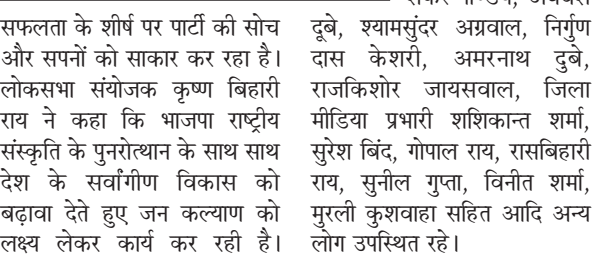 सफलता के शीर्ष पर पार्टी की सोच
और सपनों को साकार कर रहा है।
लोकसभा संयोजक कृष्ण बिहारी
राय ने कहा कि भाजपा राष्ट्रीय
संस्कृति के पुनरोत्थान के साथ साथ
देश के सर्वांगीण विकास को
बढ़ावा देते हुए जन कल्याण को
लक्ष्य लेकर कार्य कर रही है।
दूबे, श्यामसुंदर अग्रवाल, निर्गुण
दास केशरी, अमरनाथ दुबे,
राजकिशोर जायसवाल, जिला
मीडिया प्रभारी शशिकान्त शर्मा,
सुरेश बिंद, गोपाल राय, रासबिहारी
राय, सुनील गुप्ता, विनीत शर्मा,
मुरली कुशवाहा सहित आदि अन्य
लोग उपस्थित रहे।